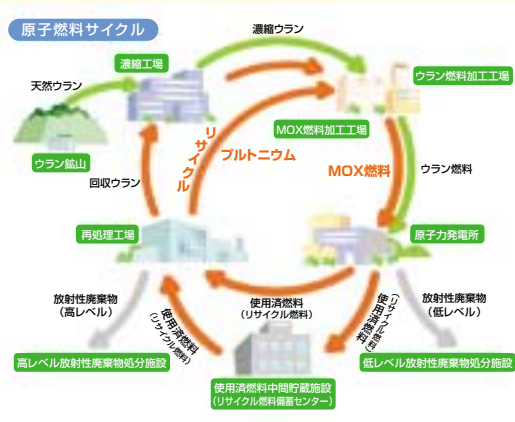 原子燃料サイクル
濃縮ウラン
濃縮工場
ウラン燃料加工工場
天然ウラン
MOX燃料加工工場
リサイクル
プルトニウム
ウラン鉱山
MOX燃料
ウラン燃料
回収ウラン
再処理工場
原子力発電所
放射性廃棄物
(高レベル)
使用済燃料
(リサイクル燃料)
使用済燃料
(リサイクル燃料)
使用済燃料
(リサイクル燃料)
放射性廃棄物
(低レベル)
高レベル放射性廃棄物処分施設
低レベル放射性廃棄物処分施設
使用済燃料中間貯蔵施設
(リサイクル燃料備蓄センター)